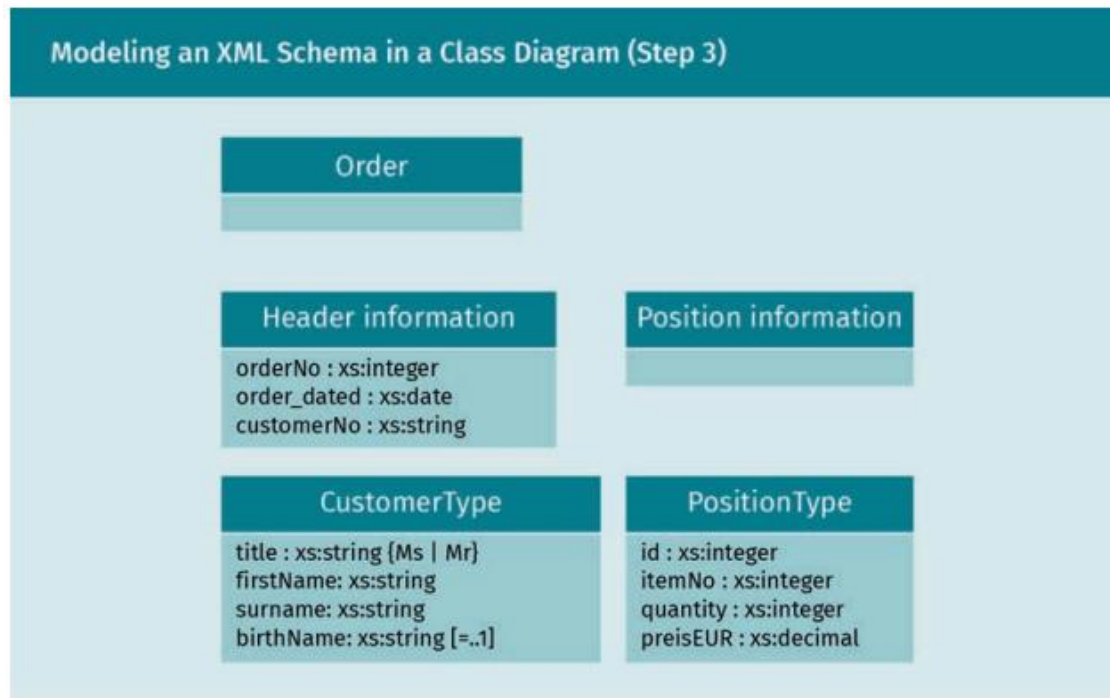 Modeling an XML Schema in a Class Diagram (Step 3)
Order
Header information
orderNo : xs:integer
order_dated : xs:date
customerNo : xs:string
Position information
CustomerType
title : xs:string {Ms | Mr}
firstName: xs:string
surname: xs:string
birthName: xs:string [=..1]
PositionType
id : xs:integer
itemNo : xs:integer
quantity : xs:integer
preisEUR : xs:decimal